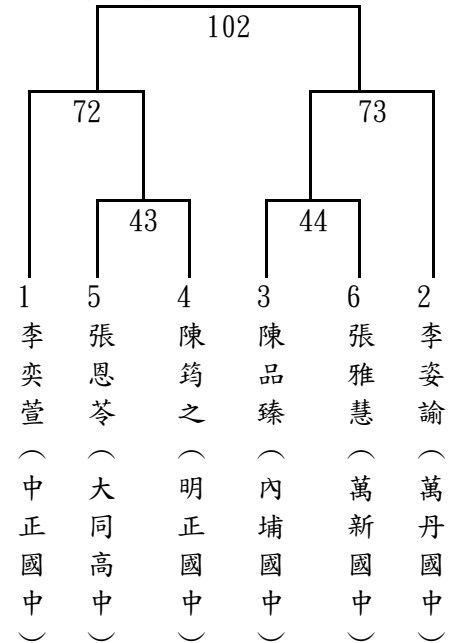 102
72
73
43
44
1
5
4
3
6
2
李奕萱（中正國中）
張恩苓（大同高中）
陳筠之（明正國中）
陳品臻（內埔國中）
張雅慧（萬新國中）
李姿諭（萬丹國中）